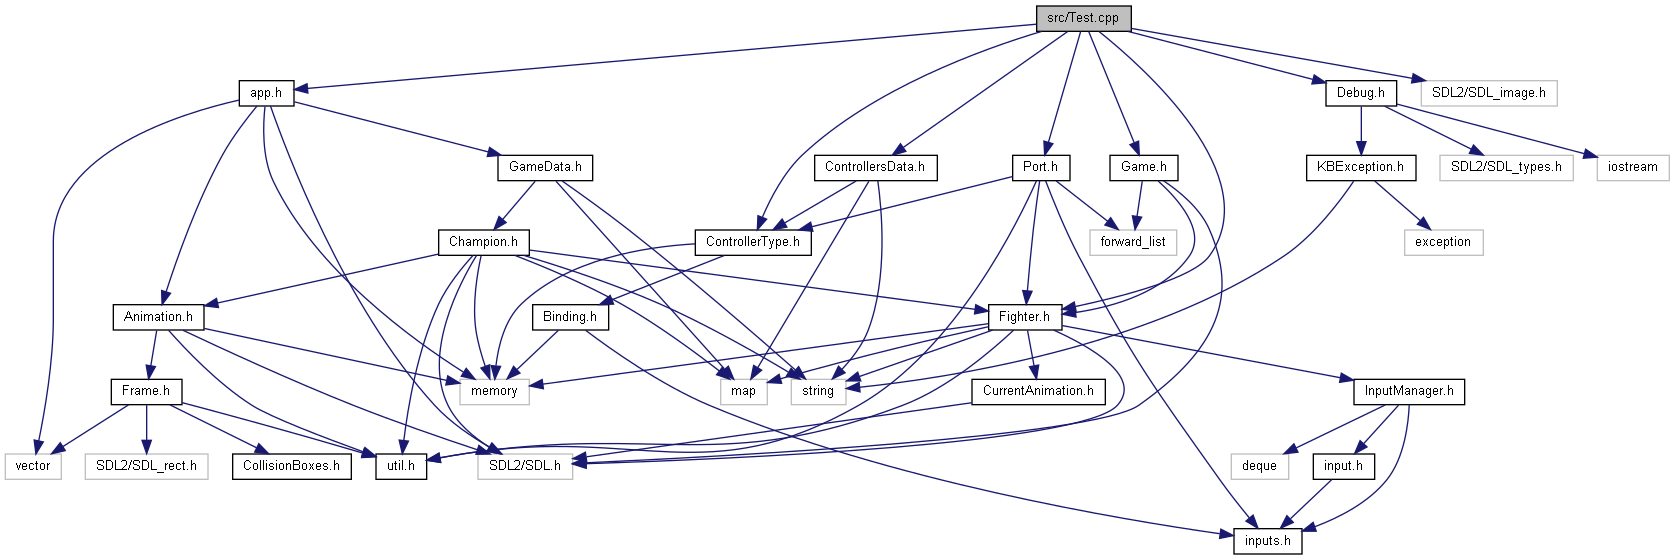 src/Test.cpp
app.h
Debug.h
SDL2/SDL_image.h
GameData.h
ControllersData.h
Port.h
Game.h
KBException.h
SDL2/SDL_types.h
iostream
Champion.h
ControllerType.h
forward_list
exception
Animation.h
Binding.h
Fighter.h
Frame.h
memory
map
string
CurrentAnimation.h
InputManager.h
vector
SDL2/SDL_rect.h
CollisionBoxes.h
util.h
SDL2/SDL.h
deque
input.h
inputs.h